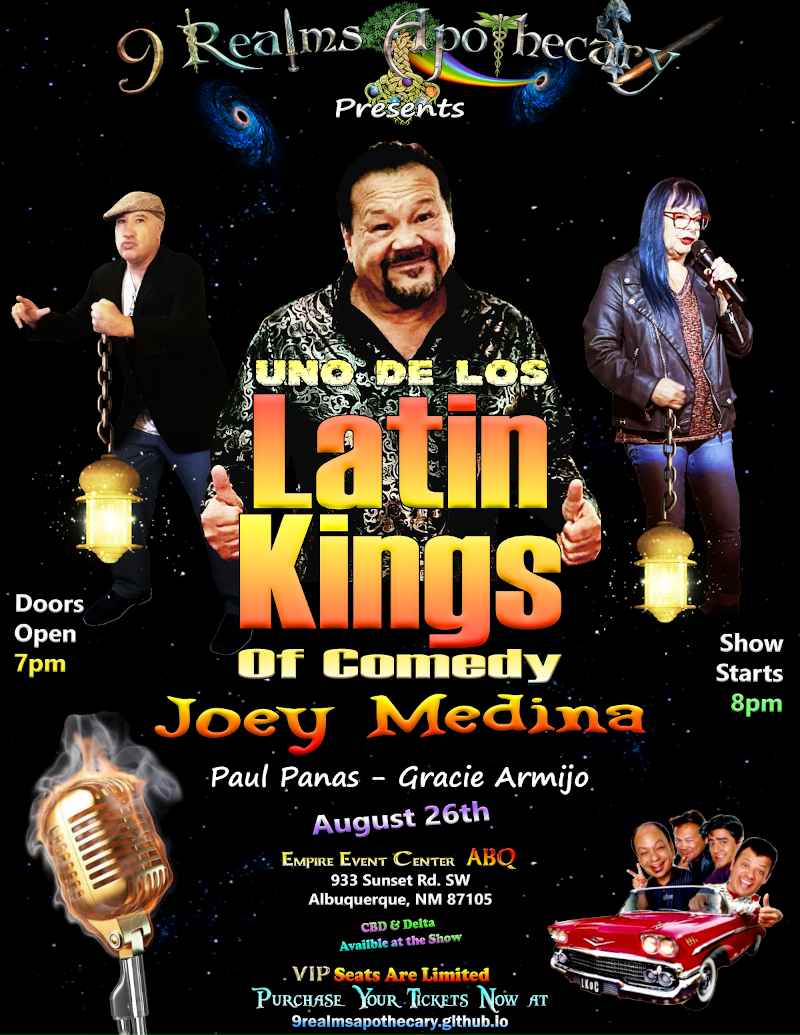 9 Realms Apothecary
Presents
UNO DE LOS
Latin
Kings
Of Comedy
Doors
Open
7pm
Show
Starts
8pm
Joey Medina
Paul Panas - Gracie Armijo
August 26th
Empire Event Center ABQ
933 Sunset Rd. SW
Albuquerque, NM 87105
CBD & Delta
Availble at the Show
LKoC
VIP Seats Are Limited
Purchase Your Tickets Now at
9realmsapothecary.github.io